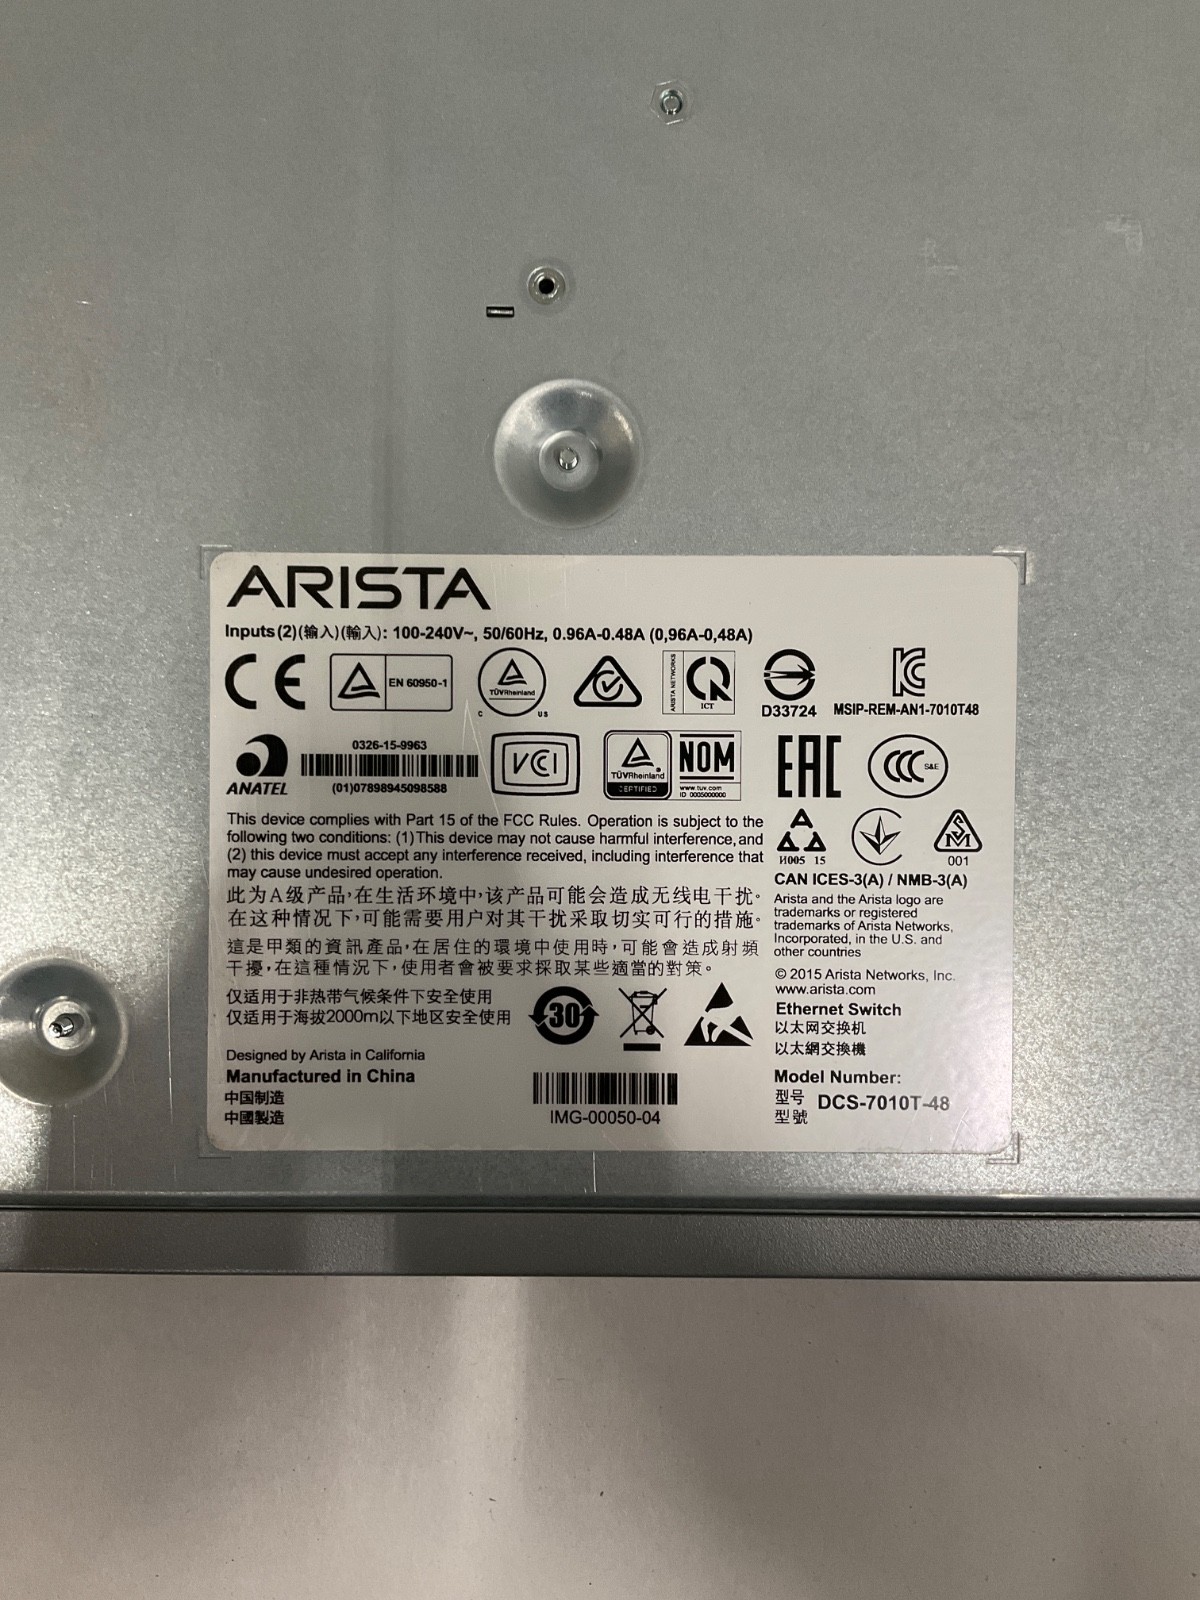 ARISTA
Inputs(2)(输入)(輸入): 100-240V~, 50/60Hz, 0.96A-0.48A (0,96A-0,48A)
CE
EN 60950-1
TÜVRheinland
C US
ARISTA NETWORKS
ICT
D33724
MSIP-REM-AN1-7010T48
ANATEL
0326-15-9963
(01)07898945098588
VCI
TÜVRheinland
CERTIFIED
NOM
www.tuv.com
ID 0005000000
EAC
CCC
S&E
И005 15
001
This device complies with Part 15 of the FCC Rules. Operation is subject to the
following two conditions: (1) This device may not cause harmful interference, and
(2) this device must accept any interference received, including interference that
may cause undesired operation.
此为A级产品,在生活环境中,该产品可能会造成无线电干扰。
在这种情况下,可能需要用户对其干扰采取切实可行的措施。
這是甲類的資訊產品,在居住的環境中使用時,可能會造成射頻
干擾,在這種情況下,使用者會被要求採取某些適當的對策。
仅适用于非热带气候条件下安全使用
仅适用于海拔2000m以下地区安全使用
30
Designed by Arista in California
Manufactured in China
中国制造
中國製造
IMG-00050-04
CAN ICES-3(A) / NMB-3(A)
Arista and the Arista logo are
trademarks or registered
trademarks of Arista Networks,
Incorporated, in the U.S. and
other countries
© 2015 Arista Networks, Inc.
www.arista.com
Ethernet Switch
以太网交换机
以太網交換機
Model Number:
型号
型號
DCS-7010T-48